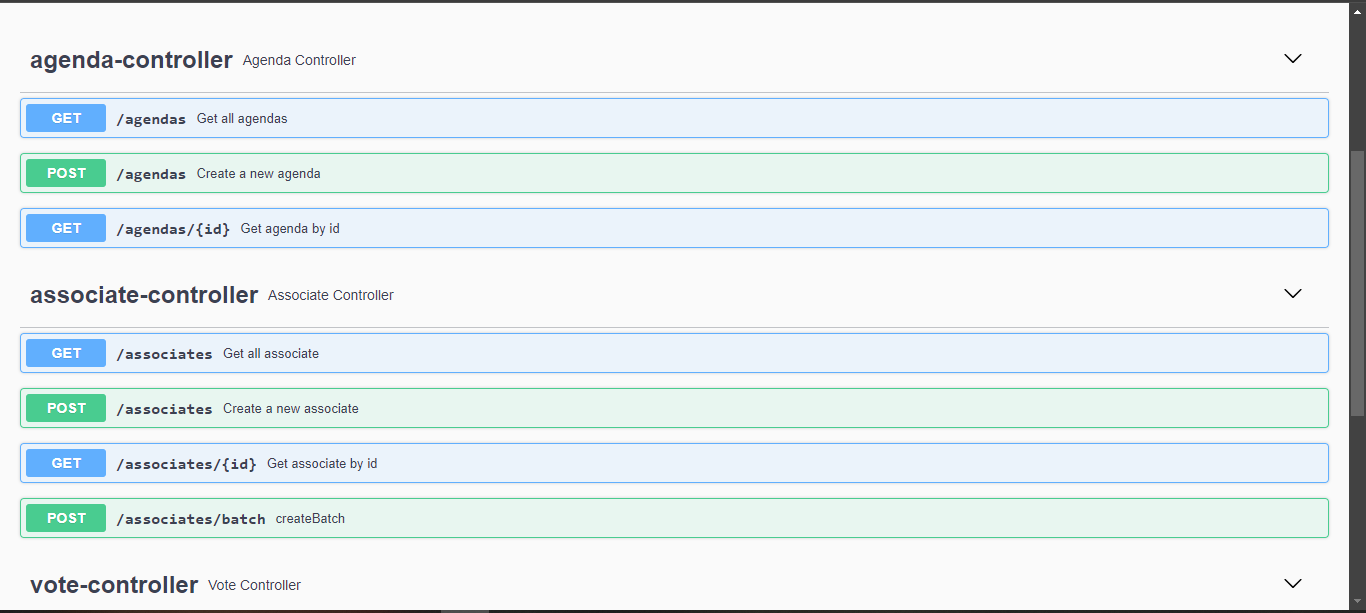 agenda-controller Agenda Controller
GET /agendas Get all agendas
POST /agendas Create a new agenda
GET /agendas/{id} Get agenda by id
associate-controller Associate Controller
GET /associates Get all associate
POST /associates Create a new associate
GET /associates/{id} Get associate by id
POST /associates/batch createBatch
vote-controller Vote Controller